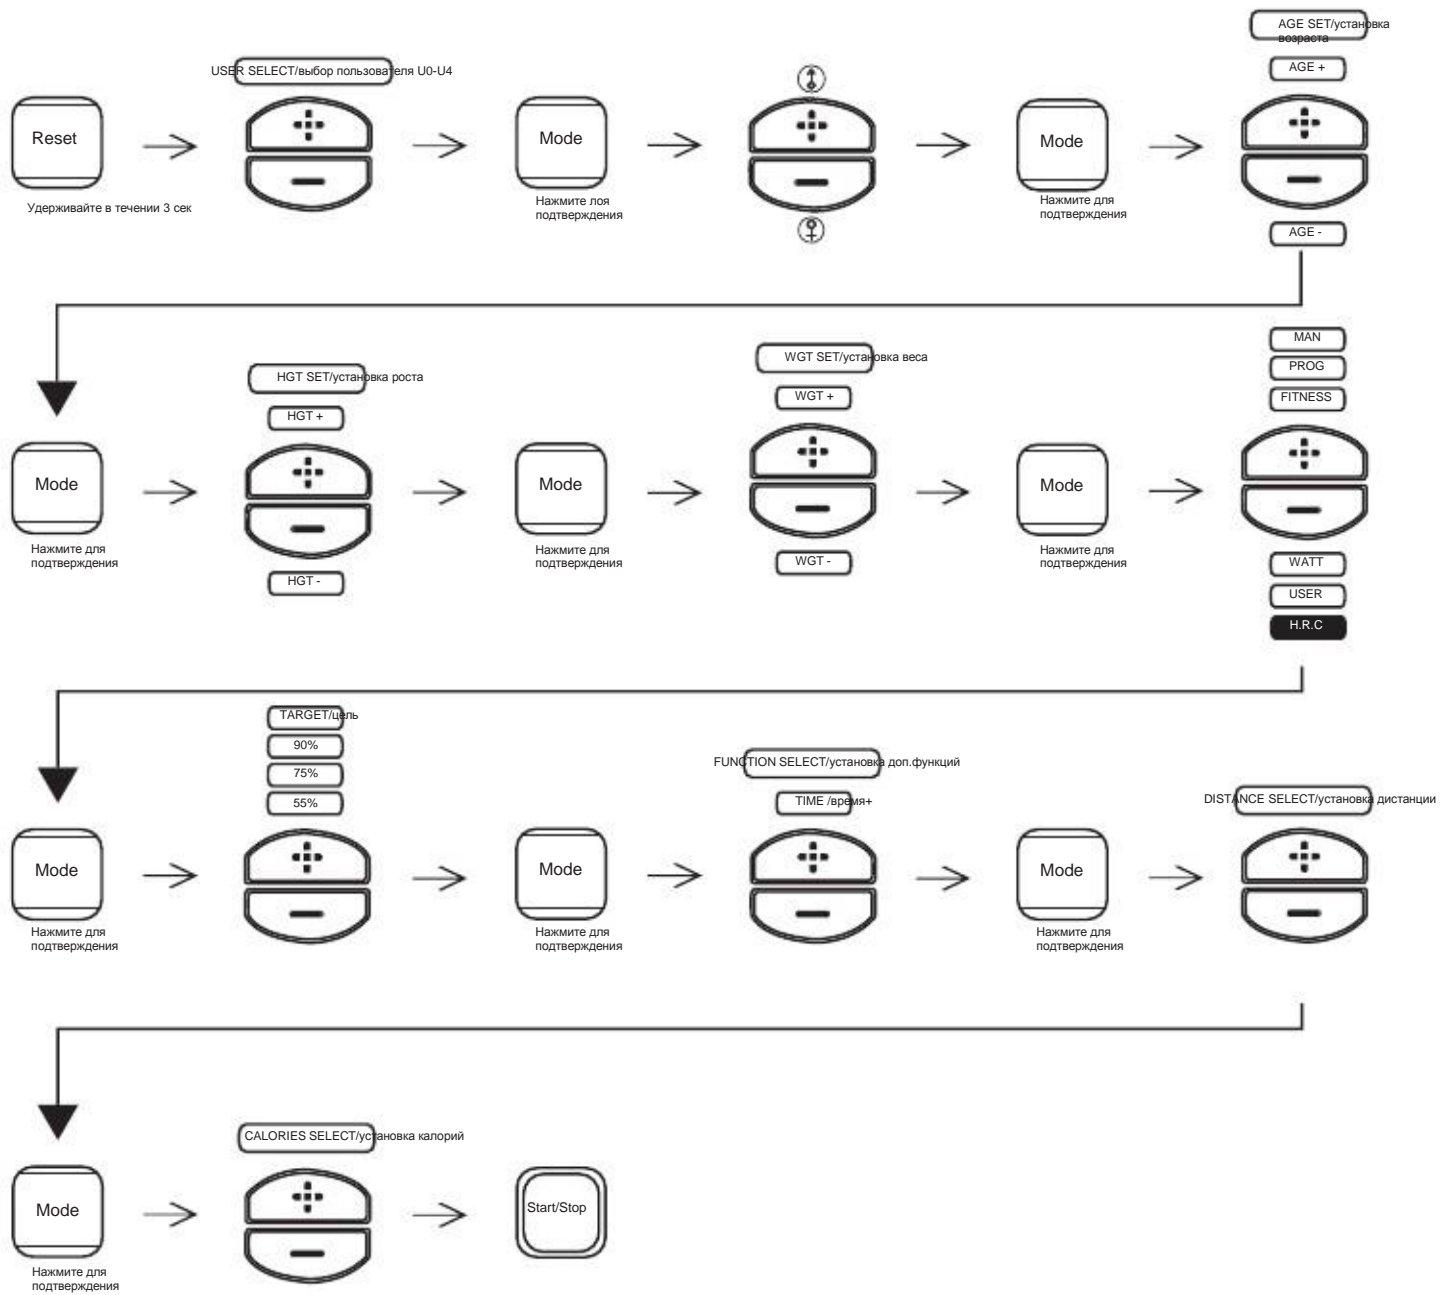 AGE SET/установка
возраста
USER SELECT/выбор пользователя U0-U4
AGE +
Reset
Mode
Mode
Удерживайте в течении 3 сек
Нажмите лоя
подтверждения
Нажмите для
подтверждения
AGE -
MAN
PROG
FITNESS
HGT SET/установка роста
HGT +
WGT SET/установка веса
WGT +
Mode
Mode
Mode
Нажмите для
подтверждения
HGT -
Нажмите для
подтверждения
WGT -
Нажмите для
подтверждения
WATT
USER
H.R.C
TARGET/цель
90%
75%
55%
FUNCTION SELECT/установка доп.функций
TIME /время+
DISTANCE SELECT/установка дистанции
Mode
Mode
Mode
Нажмите для
подтверждения
Нажмите для
подтверждения
Нажмите для
подтверждения
CALORIES SELECT/установка калорий
Mode
Start/Stop
Нажмите для
подтверждения